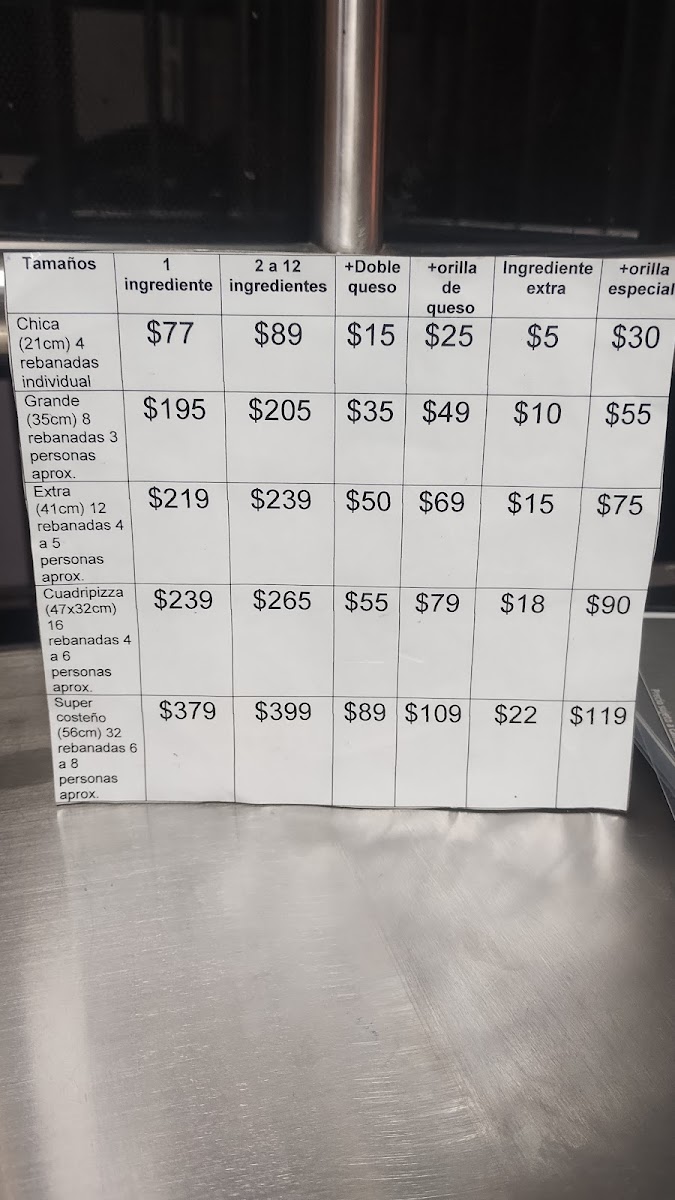 Tamaños
1
ingrediente
2 a 12
ingredientes
+Doble
queso
+orilla
de
queso
Ingrediente
extra
+orilla
especial
Chica
(21cm) 4
rebanadas
individual
$77
$89
$15
$25
$5
$30
Grande
(35cm) 8
rebanadas 3
personas
aprox.
$195
$205
$35
$49
$10
$55
Extra
(41cm) 12
rebanadas 4
a 5
personas
aprox.
$219
$239
$50
$69
$15
$75
Cuadripizza
(47x32cm)
16
rebanadas 4
a 6
personas
aprox.
$239
$265
$55
$79
$18
$90
Super
costeño
(56cm) 32
rebanadas 6
a 8
personas
aprox.
$379
$399
$89
$109
$22
$119